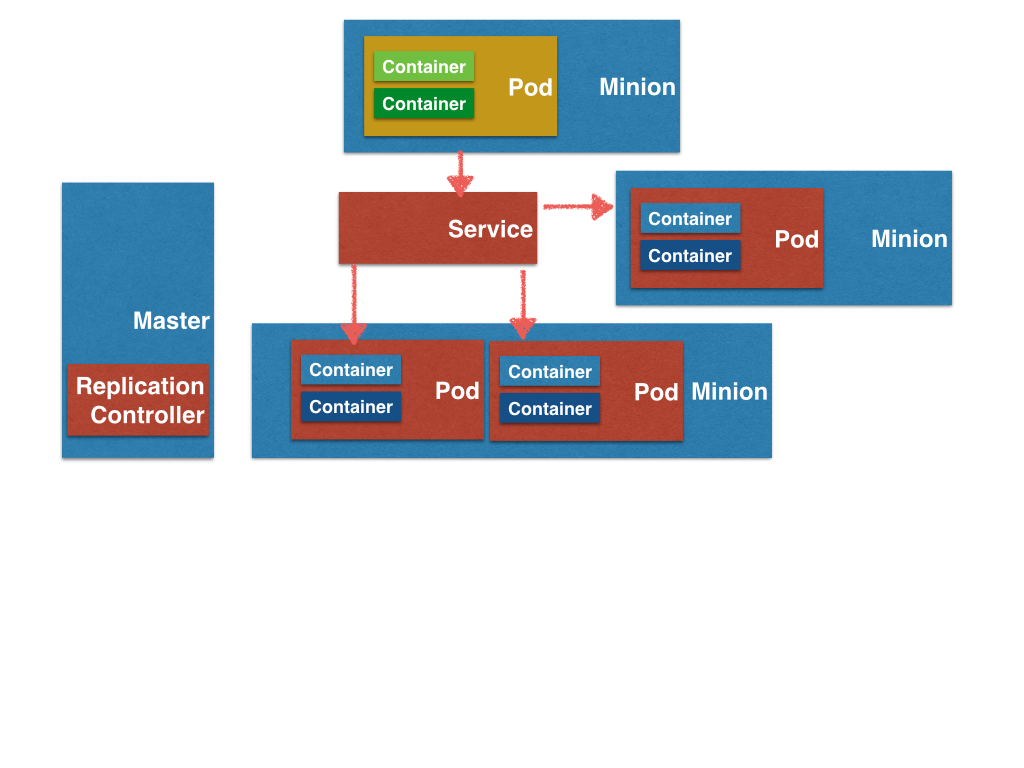 Container
Container
Pod
Minion
Service
Container
Container
Pod
Minion
Master
Replication
Controller
Container
Container
Pod
Container
Container
Pod
Minion